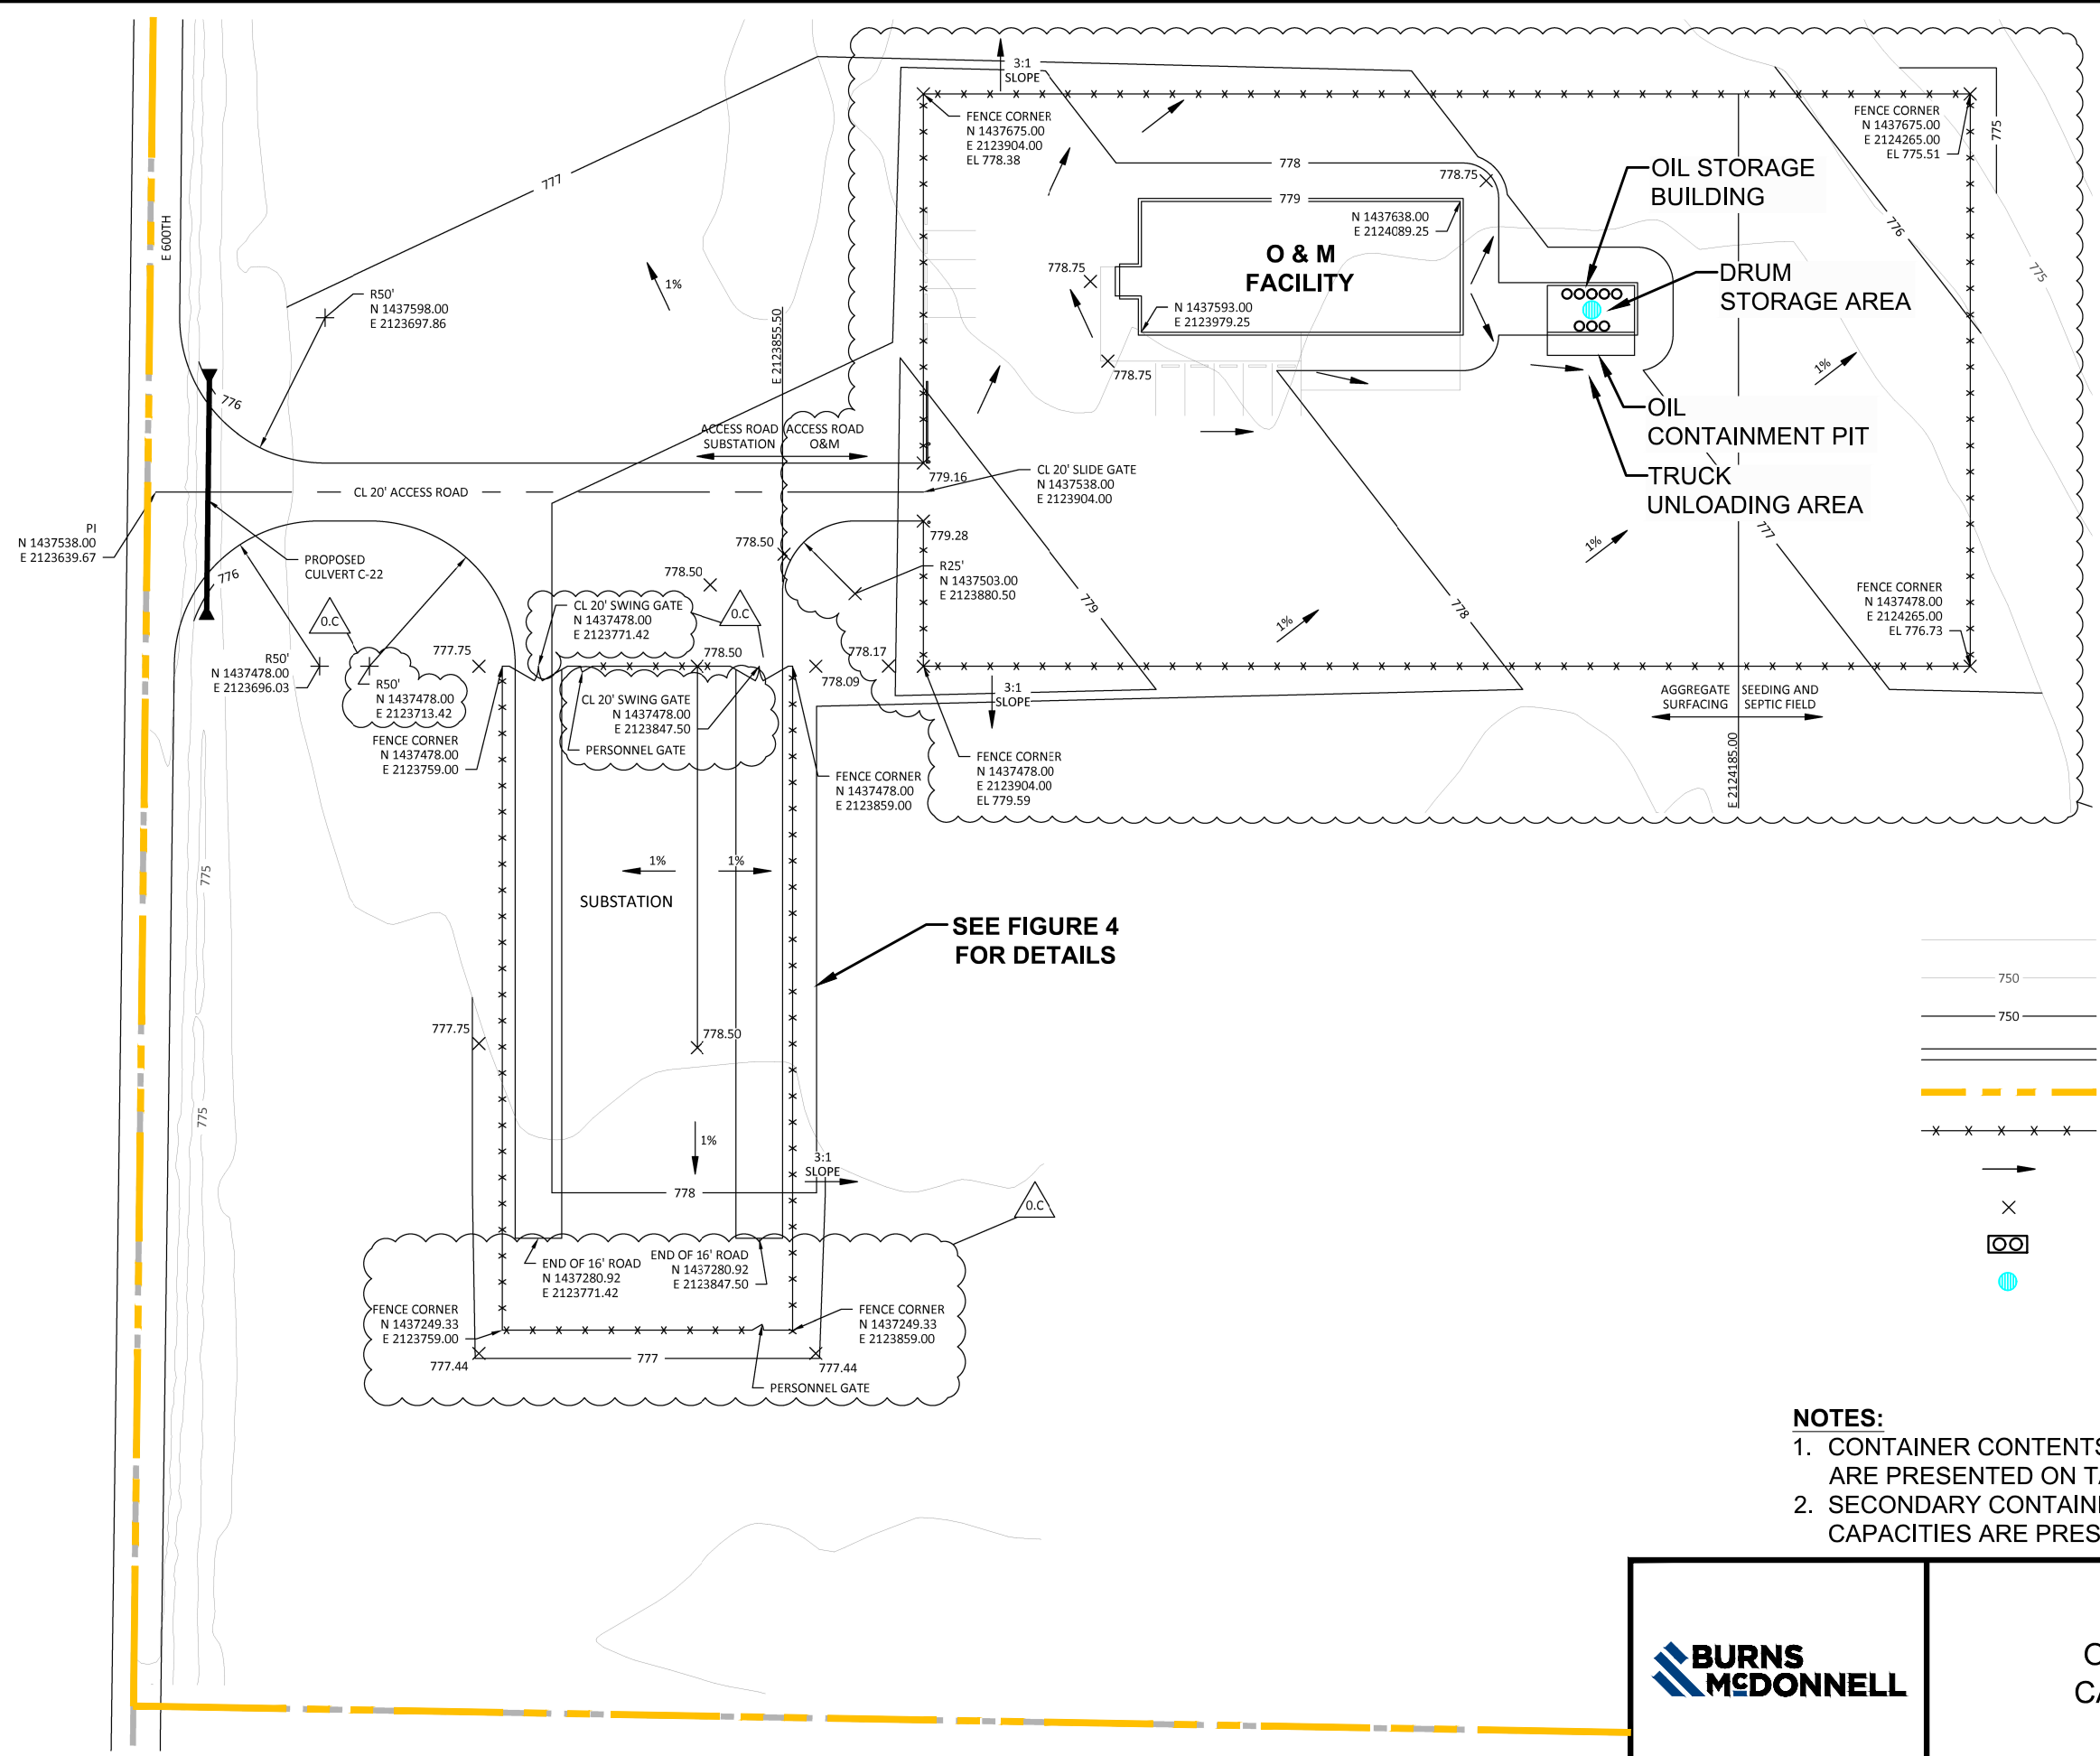 3:1
SLOPE
FENCE CORNER
N 1437675.00
E 2123904.00
EL 778.38
FENCE CORNER
N 1437675.00
E 2124265.00
EL 775.51
775
777
778
778.75
OIL STORAGE
BUILDING
779
N 1437638.00
E 2124089.25
O & M
FACILITY
776
E 600TH
778.75
DRUM
STORAGE AREA
775
R50'
N 1437598.00
E 2123697.86
1%
N 1437593.00
E 2123979.25
E 2123855.50
778.75
1%
776
OIL
CONTAINMENT PIT
ACCESS ROAD
SUBSTATION
ACCESS ROAD
O&M
779.16
CL 20' SLIDE GATE
N 1437538.00
E 2123904.00
TRUCK
UNLOADING AREA
CL 20' ACCESS ROAD
PI
N 1437538.00
E 2123639.67
778.50
779.28
777
1%
PROPOSED
CULVERT C-22
776
778.50
R25'
N 1437503.00
E 2123880.50
779
778
1%
FENCE CORNER
N 1437478.00
E 2124265.00
EL 776.73
0.C
CL 20' SWING GATE
N 1437478.00
E 2123771.42
0.C
R50'
N 1437478.00
E 2123696.03
777.75
778.50
778.17
778.09
R50'
N 1437478.00
E 2123713.42
CL 20' SWING GATE
N 1437478.00
E 2123847.50
PERSONNEL GATE
3:1
SLOPE
AGGREGATE
SURFACING
SEEDING AND
SEPTIC FIELD
E 2124185.00
FENCE CORNER
N 1437478.00
E 2123759.00
FENCE CORNER
N 1437478.00
E 2123859.00
FENCE CORNER
N 1437478.00
E 2123904.00
EL 779.59
775
1%
1%
SUBSTATION
SEE FIGURE 4
FOR DETAILS
750
750
777.75
778.50
775
1%
3:1
SLOPE
778
0.C
END OF 16' ROAD
N 1437280.92
E 2123771.42
END OF 16' ROAD
N 1437280.92
E 2123847.50
FENCE CORNER
N 1437249.33
E 2123759.00
FENCE CORNER
N 1437249.33
E 2123859.00
777.44
777
777.44
PERSONNEL GATE
NOTES:
1. CONTAINER CONTENTS
ARE PRESENTED ON
2. SECONDARY
CAPACITIES ARE
BURNS
McDONNELL